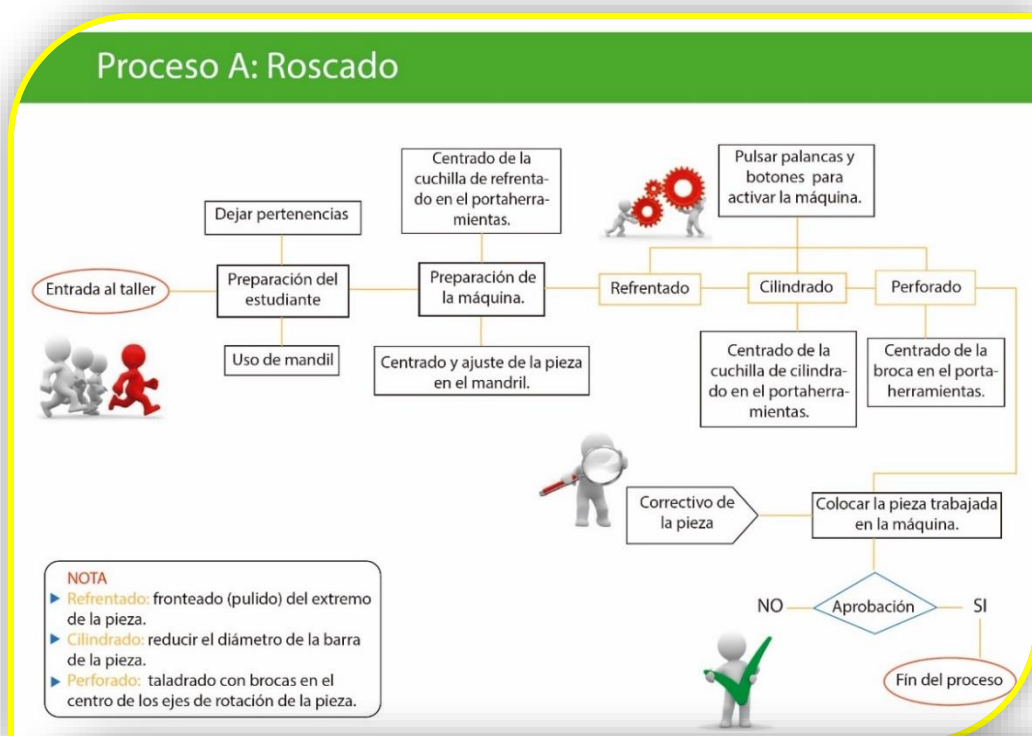 Proceso A: Roscado
Dejar pertenencias
Centrado de la
cuchilla de refrenta-
do en el portaherra-
mientas.
Pulsar palancas y
botones para
activar la máquina.
Entrada al taller
Preparación del
estudiante
Preparación de
la máquina.
Refrentado
Cilindrado
Perforado
Uso de mandil
Centrado y ajuste de la pieza
en el mandril.
Centrado de la
cuchilla de cilindra-
do en el portaherra-
mientas.
Centrado de la
broca en el porta-
herramientas.
Correctivo de
la pieza
Colocar la pieza trabajada
en la máquina.
NO
Aprobación
SI
Fín del proceso
NOTA
Refrentado: fronteado (pulido) del extremo
de la pieza.
Cilindrado: reducir el diámetro de la barra
de la pieza.
Perforado: taladrado con brocas en el
centro de los ejes de rotación de la pieza.